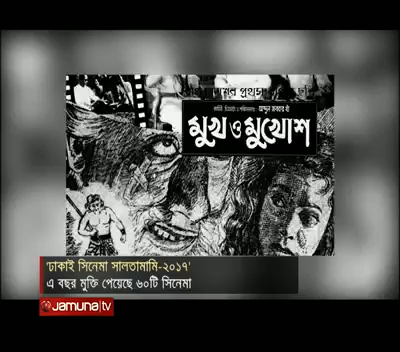 মুখ ও মুখোশ
'ঢাকাই সিনেমা সালতামামি-২০১৭'
এ বছর মুক্তি পেয়েছে ৬০টি সিনেমা
JAMUNA tv